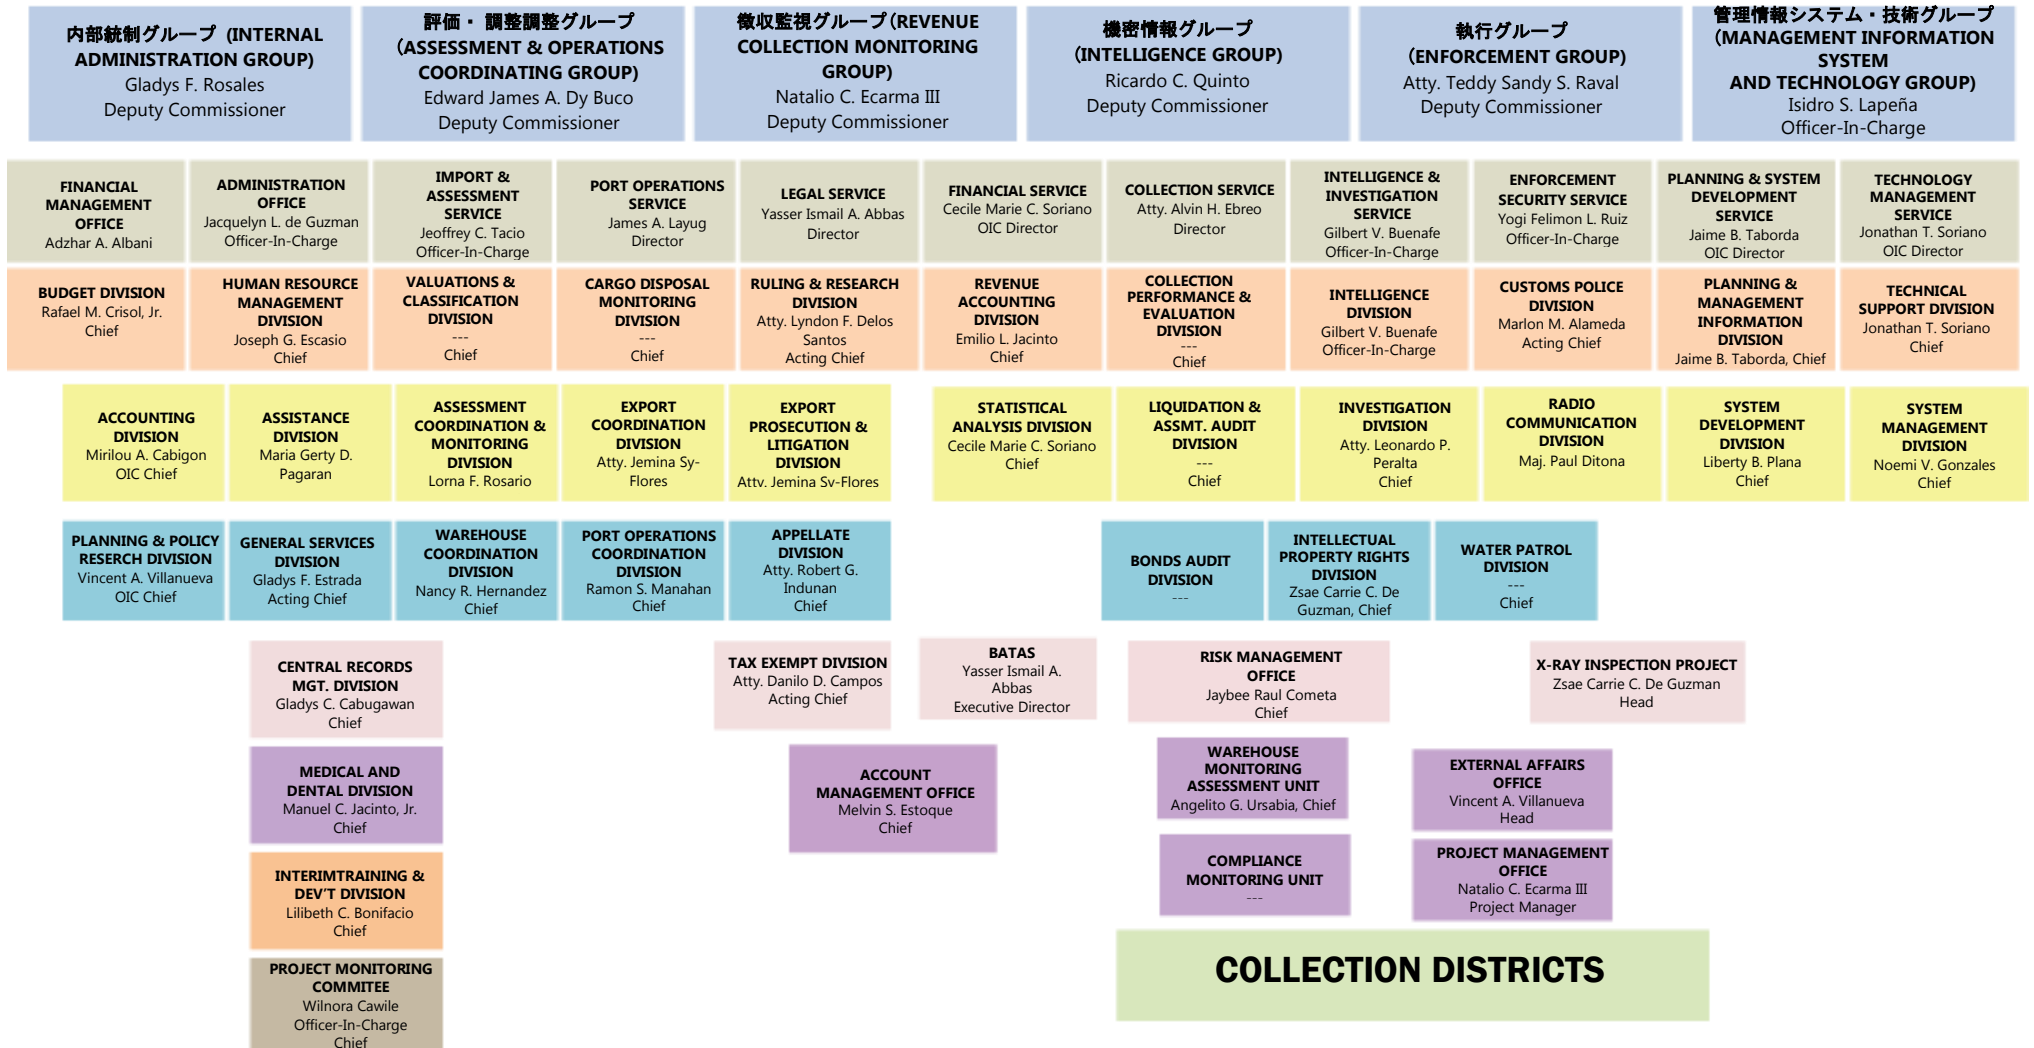 内部統制グループ (INTERNAL
ADMINISTRATION GROUP)
Gladys F. Rosales
Deputy Commissioner
評価・ 調整調整グループ
（ASSESSMENT & OPERATIONS
COORDINATING GROUP)
Edward James A. Dy Buco
Deputy Commissioner
徴収監視グループ（REVENUE
COLLECTION MONITORING
GROUP)
Natalio C. Ecarma III
Deputy Commissioner
機密情報グループ
（INTELLIGENCE GROUP)
Ricardo C. Quinto
Deputy Commissioner
執行グループ
（ENFORCEMENT GROUP)
Atty. Teddy Sandy S. Raval
Deputy Commissioner
管理情報システム・技術グループ
（MANAGEMENT INFORMATION
SYSTEM
AND TECHNOLOGY GROUP)
Isidro S. Lapeña
Officer-In-Charge
FINANCIAL
MANAGEMENT
OFFICE
Adzhar A. Albani
ADMINISTRATION
OFFICE
Jacquelyn L. de Guzman
Officer-In-Charge
IMPORT &
ASSESSMENT
SERVICE
Jeoffrey C. Tacio
Officer-In-Charge
PORT OPERATIONS
SERVICE
James A. Layug
Director
LEGAL SERVICE
Yasser Ismail A. Abbas
Director
FINANCIAL SERVICE
Cecile Marie C. Soriano
OIC Director
COLLECTION SERVICE
Atty. Alvin H. Ebreo
Director
INTELLIGENCE &
INVESTIGATION
SERVICE
Gilbert V. Buenafe
Officer-In-Charge
ENFORCEMENT
SECURITY SERVICE
Yogi Felimon L. Ruiz
Officer-In-Charge
PLANNING & SYSTEM
DEVELOPMENT
SERVICE
Jaime B. Taborda
OIC Director
TECHNOLOGY
MANAGEMENT
SERVICE
Jonathan T. Soriano
OIC Director
BUDGET DIVISION
Rafael M. Crisol, Jr.
Chief
HUMAN RESOURCE
MANAGEMENT
DIVISION
Joseph G. Escasio
Chief
VALUATIONS &
CLASSIFICATION
DIVISION
---
Chief
CARGO DISPOSAL
MONITORING
DIVISION
---
Chief
RULING & RESEARCH
DIVISION
Atty. Lyndon F. Delos
Santos
Acting Chief
REVENUE
ACCOUNTING
DIVISION
Emilio L. Jacinto
Chief
COLLECTION
PERFORMANCE &
EVALUATION
DIVISION
---
Chief
INTELLIGENCE
DIVISION
Gilbert V. Buenafe
Officer-In-Charge
CUSTOMS POLICE
DIVISION
Marlon M. Alameda
Acting Chief
PLANNING &
MANAGEMENT
INFORMATION
DIVISION
Jaime B. Taborda, Chief
TECHNICAL
SUPPORT DIVISION
Jonathan T. Soriano
Chief
ACCOUNTING
DIVISION
Mirilou A. Cabigon
OIC Chief
ASSISTANCE
DIVISION
Maria Gerty D.
Pagaran
ASSESSMENT
COORDINATION &
MONITORING
DIVISION
Lorna F. Rosario
EXPORT
COORDINATION
DIVISION
Atty. Jemina Sy-
Flores
EXPORT
PROSECUTION &
LITIGATION
DIVISION
Atty. Jemina Sy-Flores
STATISTICAL
ANALYSIS DIVISION
Cecile Marie C. Soriano
Chief
LIQUIDATION &
ASSMT. AUDIT
DIVISION
---
Chief
INVESTIGATION
DIVISION
Atty. Leonardo P.
Peralta
Chief
RADIO
COMMUNICATION
DIVISION
Maj. Paul Ditona
SYSTEM
DEVELOPMENT
DIVISION
Liberty B. Plana
Chief
SYSTEM
MANAGEMENT
DIVISION
Noemi V. Gonzales
Chief
PLANNING & POLICY
RESERCH DIVISION
Vincent A. Villanueva
OIC Chief
GENERAL SERVICES
DIVISION
Gladys F. Estrada
Acting Chief
WAREHOUSE
COORDINATION
DIVISION
Nancy R. Hernandez
Chief
PORT OPERATIONS
COORDINATION
DIVISION
Ramon S. Manahan
Chief
APPELLATE
DIVISION
Atty. Robert G.
Indunan
Chief
BONDS AUDIT
DIVISION
---
INTELLECTUAL
PROPERTY RIGHTS
DIVISION
Zsae Carrie C. De
Guzman, Chief
WATER PATROL
DIVISION
---
Chief
CENTRAL RECORDS
MGT. DIVISION
Gladys C. Cabugawan
Chief
TAX EXEMPT DIVISION
Atty. Danilo D. Campos
Acting Chief
BATAS
Yasser Ismail A.
Abbas
Executive Director
RISK MANAGEMENT
OFFICE
Jaybee Raul Cometa
Chief
X-RAY INSPECTION PROJECT
Zsae Carrie C. De Guzman
Head
MEDICAL AND
DENTAL DIVISION
Manuel C. Jacinto, Jr.
Chief
ACCOUNT
MANAGEMENT OFFICE
Melvin S. Estoque
Chief
WAREHOUSE
MONITORING
ASSESSMENT UNIT
Angelito G. Ursabia, Chief
EXTERNAL AFFAIRS
OFFICE
Vincent A. Villanueva
Head
INTERIMTRAINING &
DEV'T DIVISION
Lilibeth C. Bonifacio
Chief
COMPLIANCE
MONITORING UNIT
---
PROJECT MANAGEMENT
OFFICE
Natalio C. Ecarma III
Project Manager
PROJECT MONITORING
COMMITEE
Wilnora Cawile
Officer-In-Charge
Chief
COLLECTION DISTRICTS